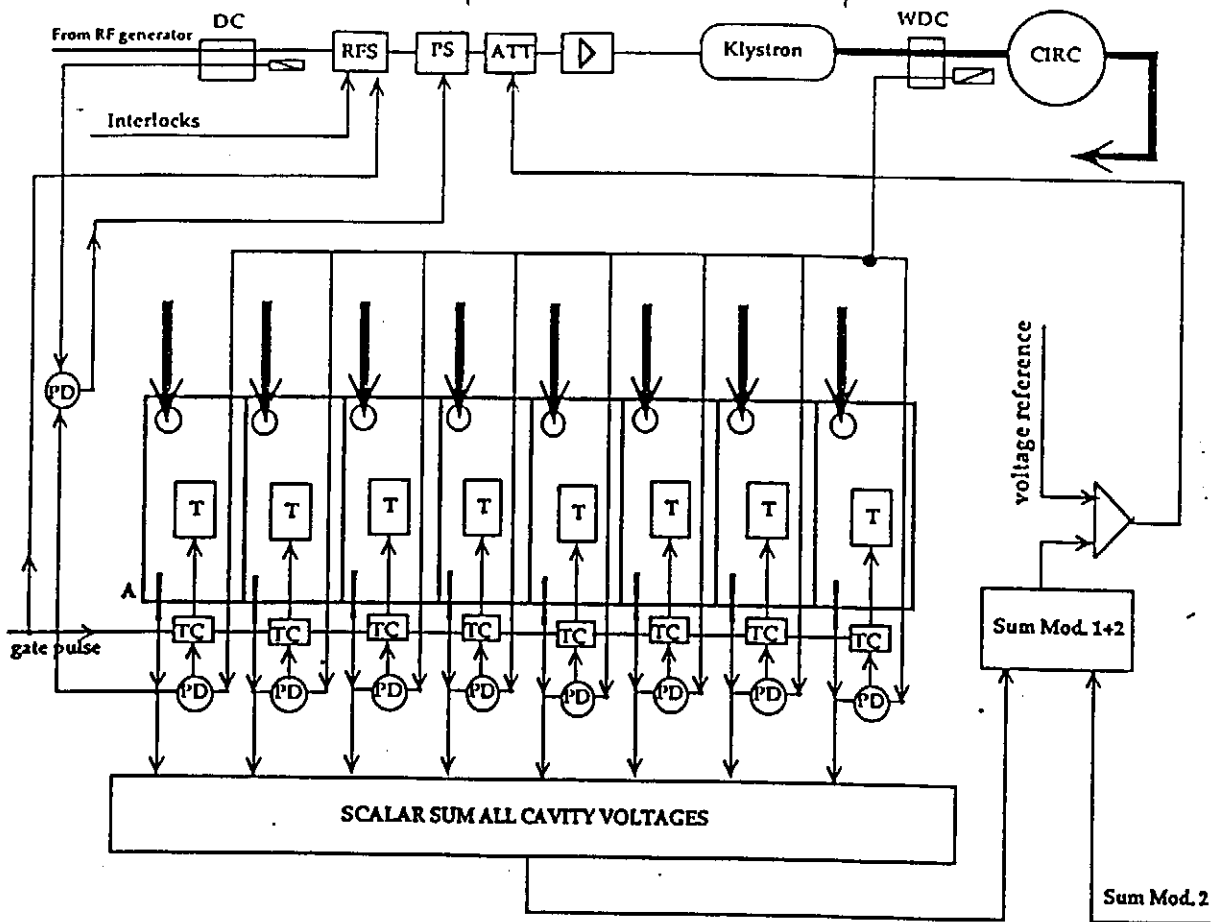 DC
WDC
From RF generator
RFS
PS
ATT
Klystron
CIRC
Interlocks
PD
voltage reference
T T T T T T T T
A
TC TC TC TC TC TC TC TC
gate pulse
Sum Mod. 1+2
PD PD PD PD PD PD PD PD
SCALAR SUM ALL CAVITY VOLTAGES
Sum Mod. 2